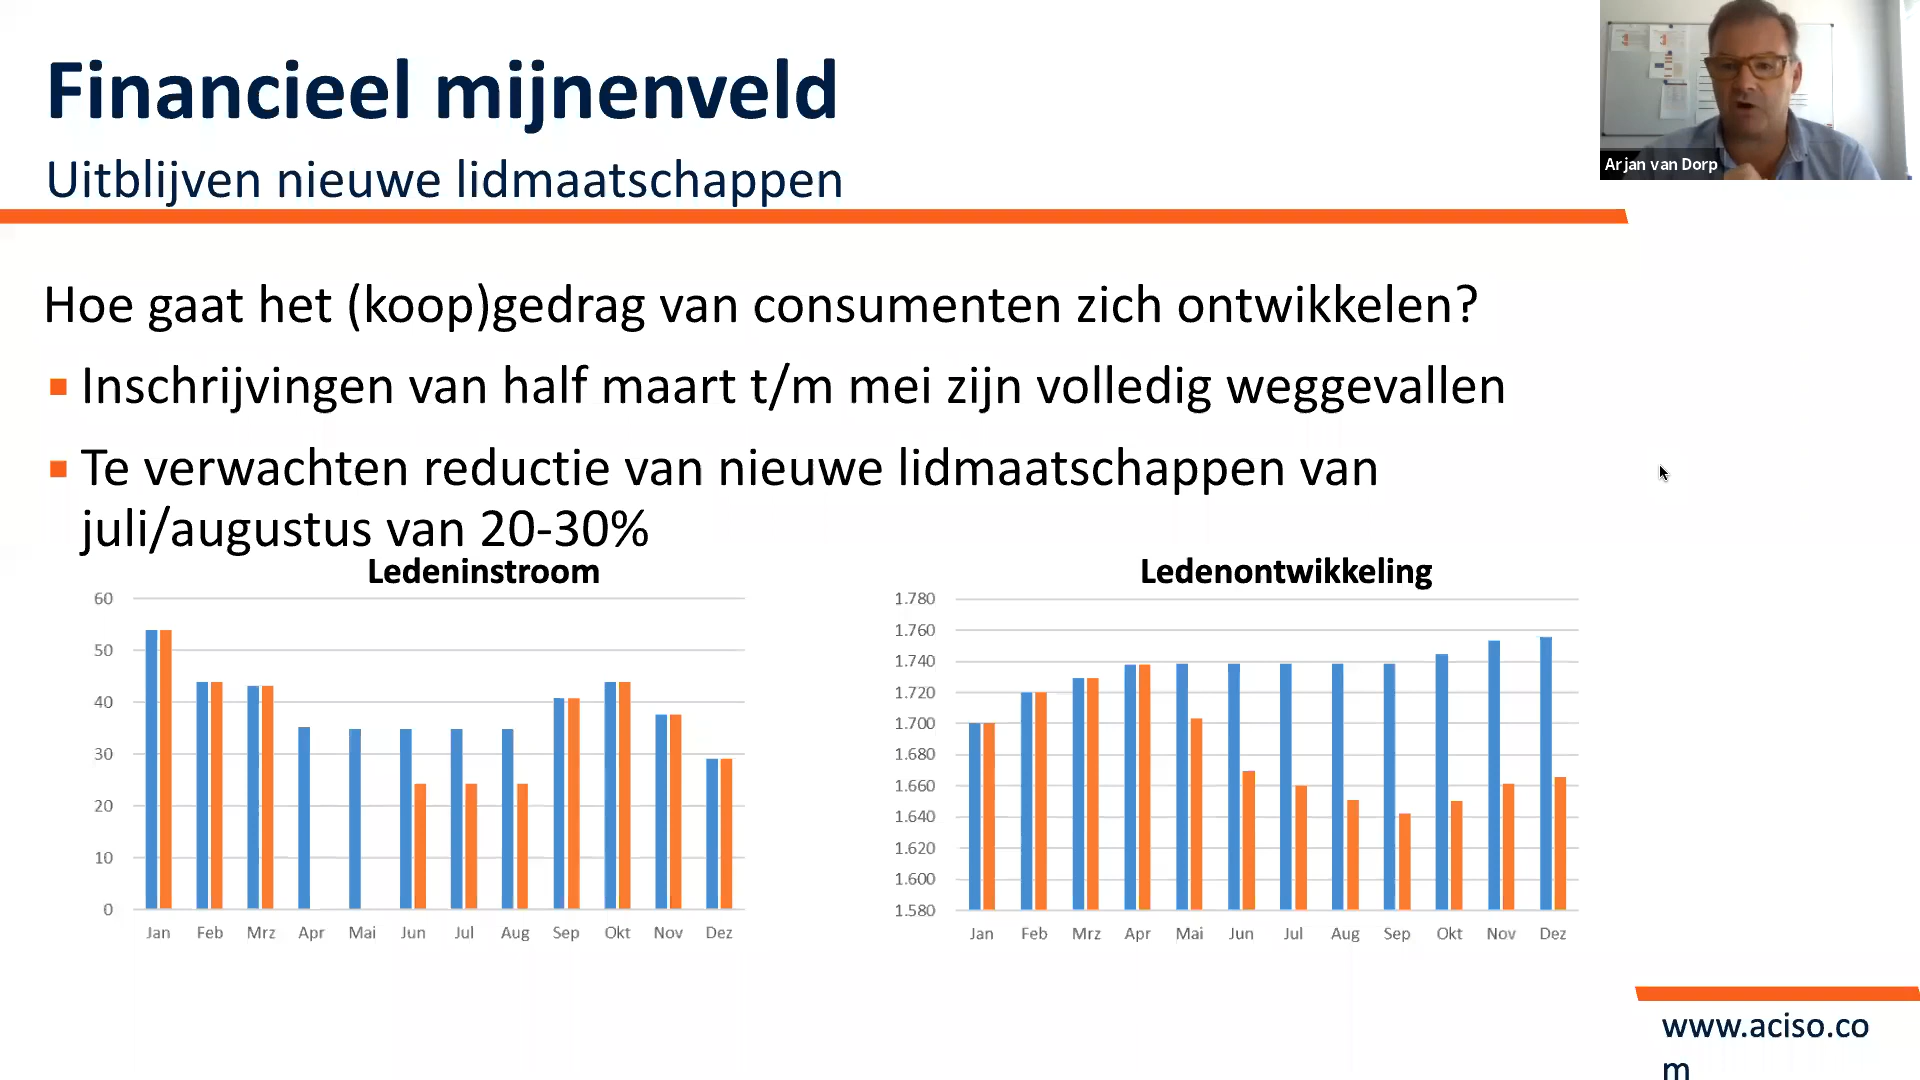 Financieel mijnenveld
Uitblijven nieuwe lidmaatschappen
Arjan van Dorp
Hoe gaat het (koop)gedrag van consumenten zich ontwikkelen?
Inschrijvingen van half maart t/m mei zijn volledig weggevallen
Te verwachten reductie van nieuwe lidmaatschappen van
juli/augustus van 20-30%
Ledeninstroom
60
50
40
30
20
10
0
Jan Feb Mrz Apr Mai Jun Jul Aug Sep Okt Nov Dez
Ledenontwikkeling
1.780
1.760
1.740
1.720
1.700
1.680
1.660
1.640
1.620
1.600
1.580
Jan Feb Mrz Apr Mai Jun Jul Aug Sep Okt Nov Dez
www.aciso.co
m